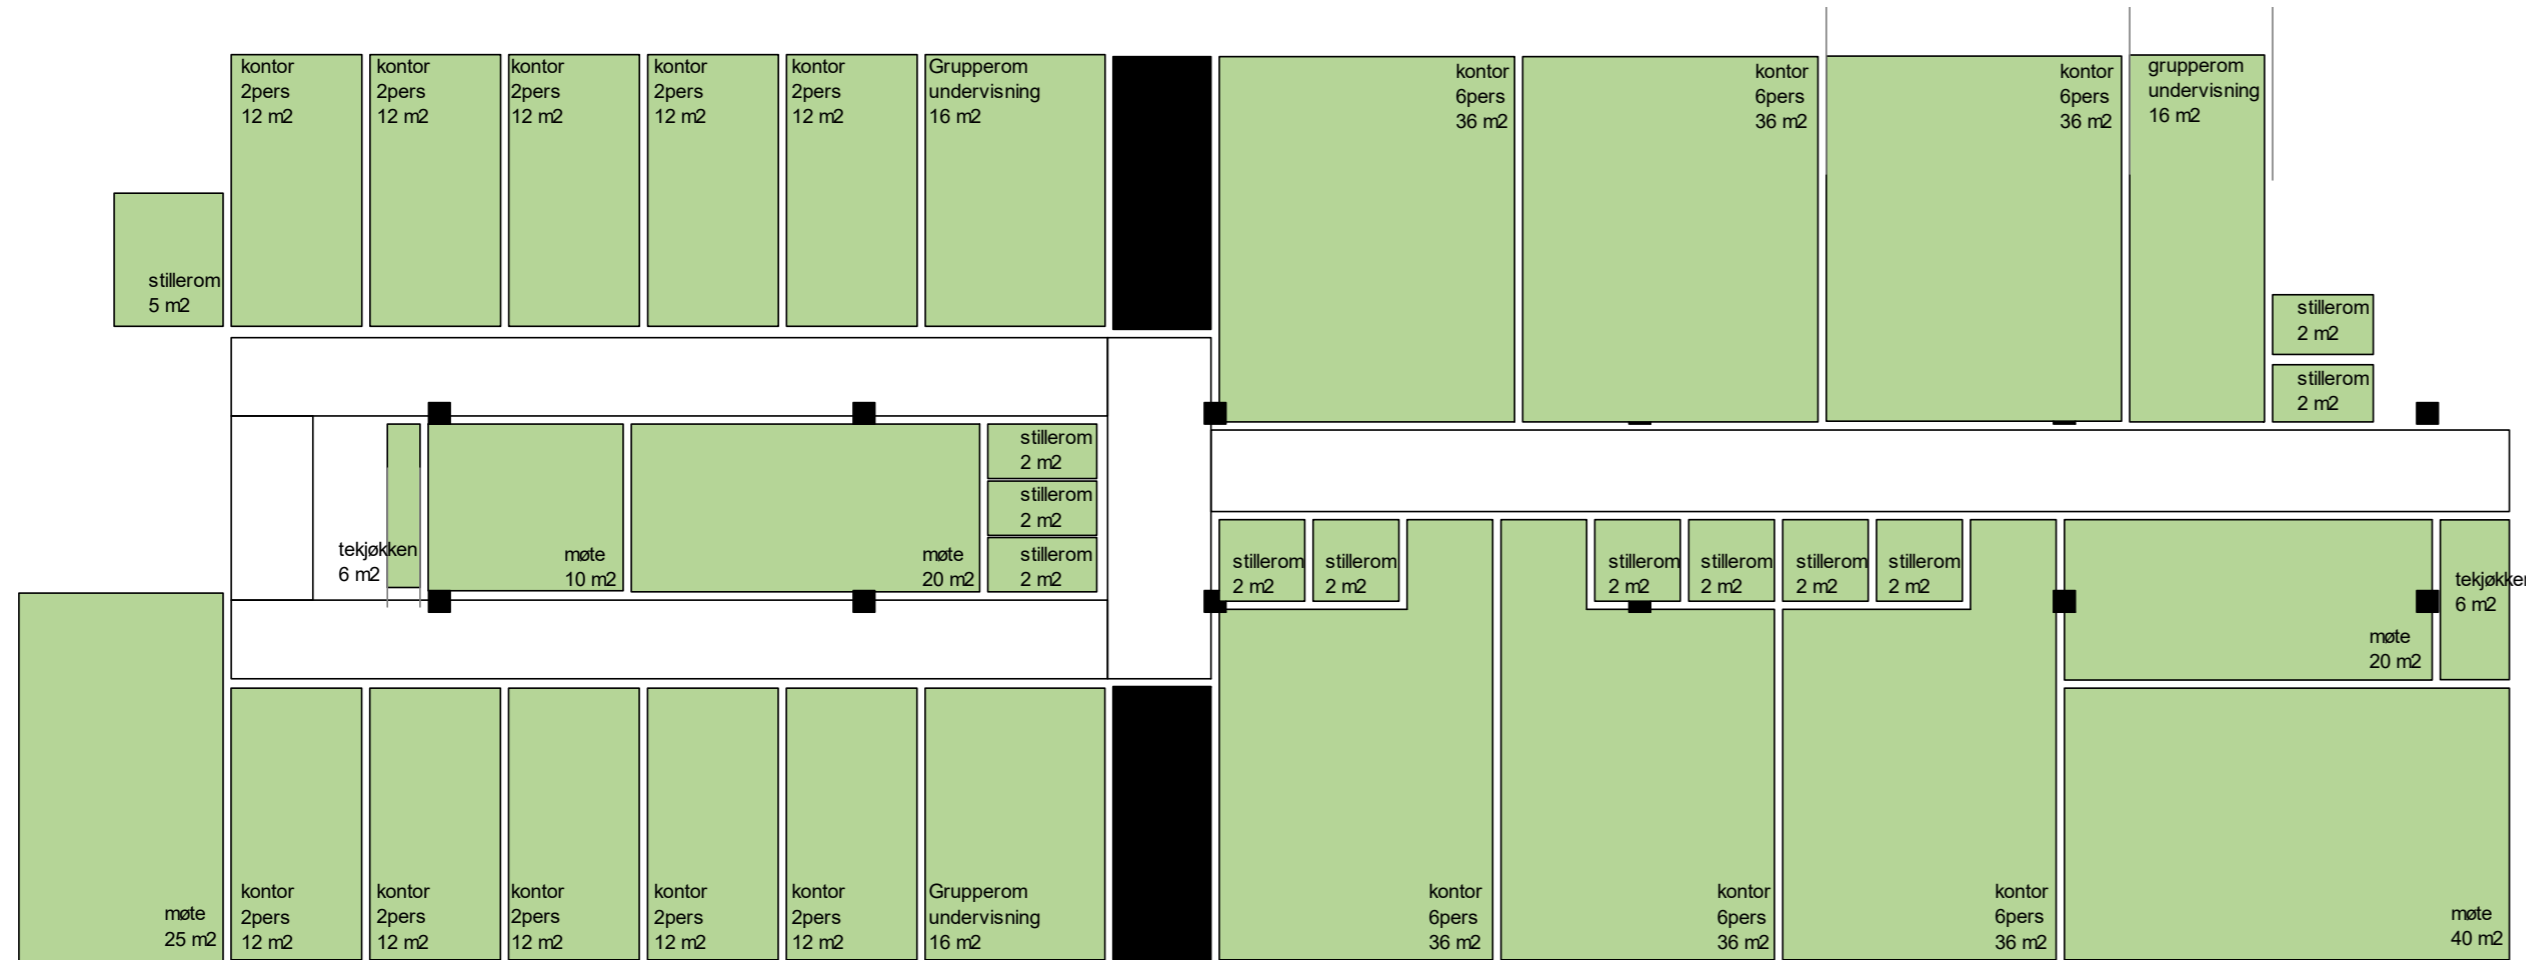 kontor
2pers
12 m2
kontor
2pers
12 m2
kontor
2pers
12 m2
kontor
2pers
12 m2
kontor
2pers
12 m2
Grupperom
undervisning
16 m2
kontor
6pers
36 m2
kontor
6pers
36 m2
kontor
6pers
36 m2
grupperom
undervisning
16 m2
stillerom
5 m2
stillerom
2 m2
stillerom
2 m2
tekjøkken
6 m2
møte
10 m2
møte
20 m2
stillerom
2 m2
stillerom
2 m2
stillerom
2 m2
stillerom
2 m2
stillerom
2 m2
stillerom
2 m2
stillerom
2 m2
stillerom
2 m2
stillerom
2 m2
møte
20 m2
tekjøkken
6 m2
møte
25 m2
kontor
2pers
12 m2
kontor
2pers
12 m2
kontor
2pers
12 m2
kontor
2pers
12 m2
kontor
2pers
12 m2
Grupperom
undervisning
16 m2
kontor
6pers
36 m2
kontor
6pers
36 m2
kontor
6pers
36 m2
møte
40 m2